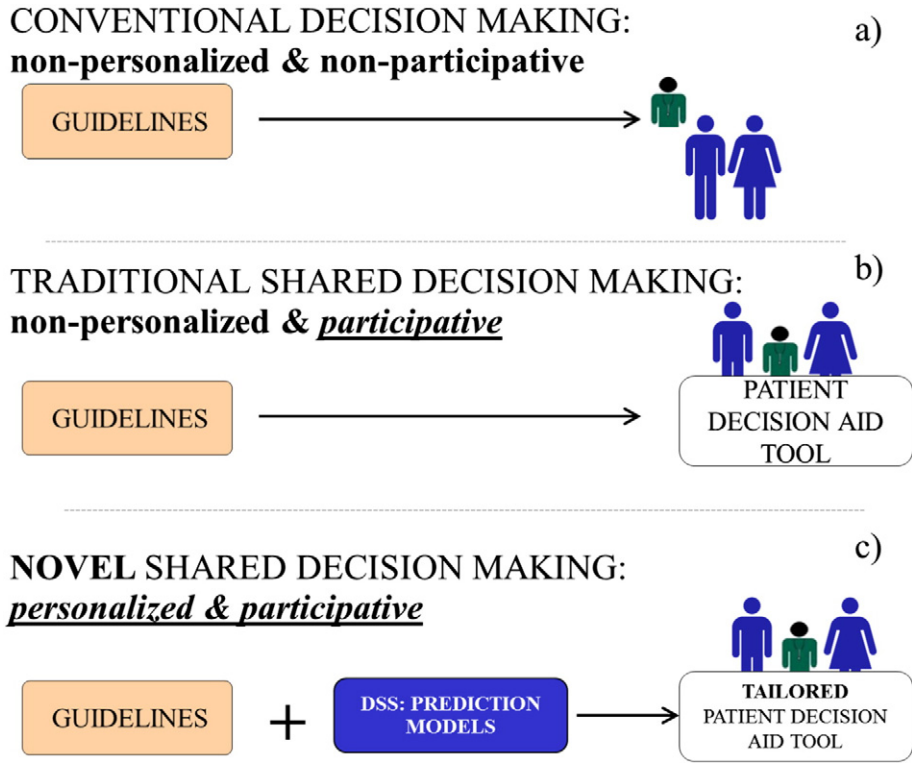 CONVENTIONAL DECISION MAKING:
a)
non-personalized & non-participative
GUIDELINES
TRADITIONAL SHARED DECISION MAKING:
b)
non-personalized & participative
GUIDELINES
PATIENT
DECISION AID
TOOL
NOVEL SHARED DECISION MAKING:
c)
personalized & participative
GUIDELINES
+
DSS: PREDICTION
MODELS
TAILORED
PATIENT DECISION
AID TOOL